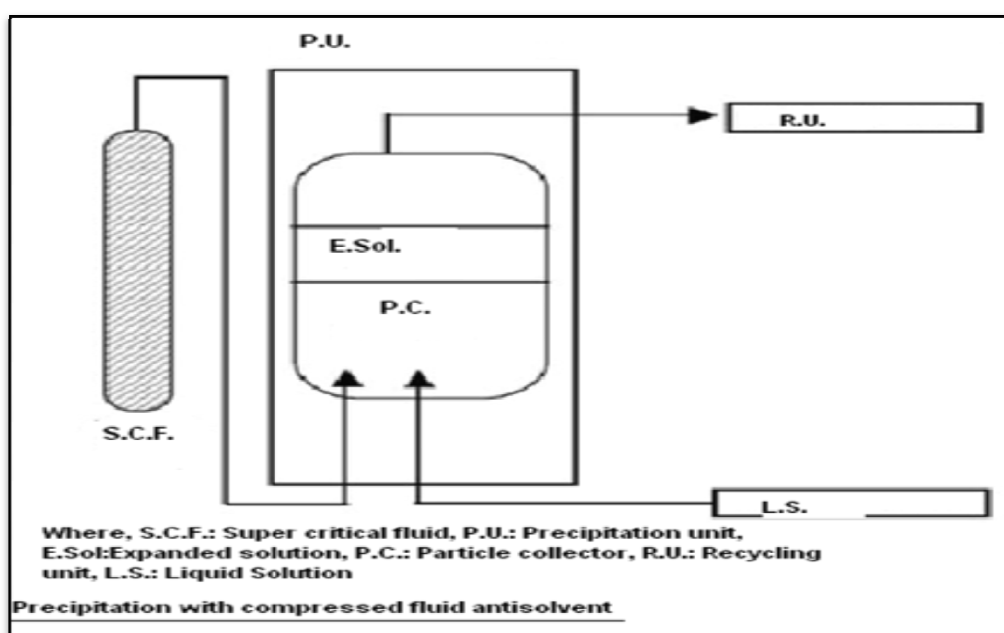 P.U.
R.U.
E.Sol.
P.C.
S.C.F.
L.S.
Where, S.C.F.: Super critical fluid, P.U.: Precipitation unit,
E.Sol:Expanded solution, P.C.: Particle collector, R.U.: Recycling
unit, L.S.: Liquid Solution
Precipitation with compressed fluid antisolvent